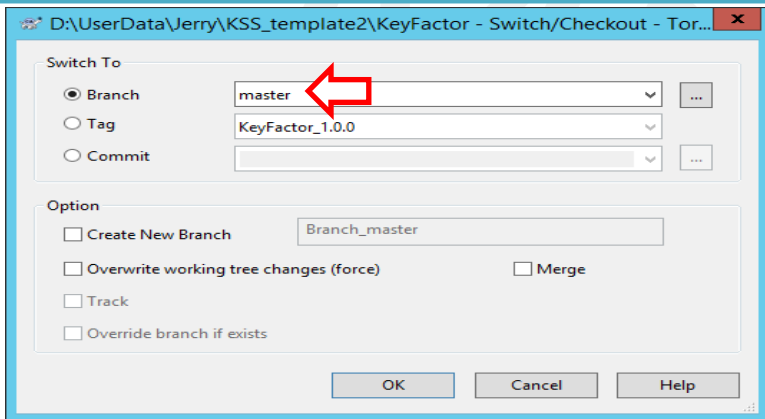 D:\UserData\Jerry\KSS_template2\KeyFactor - Switch/Checkout - Tor...
Switch To
Branch master ...
Tag KeyFactor_1.0.0
Commit ...
Option
Create New Branch Branch_master
Overwrite working tree changes (force) Merge
Track
Override branch if exists
OK Cancel Help